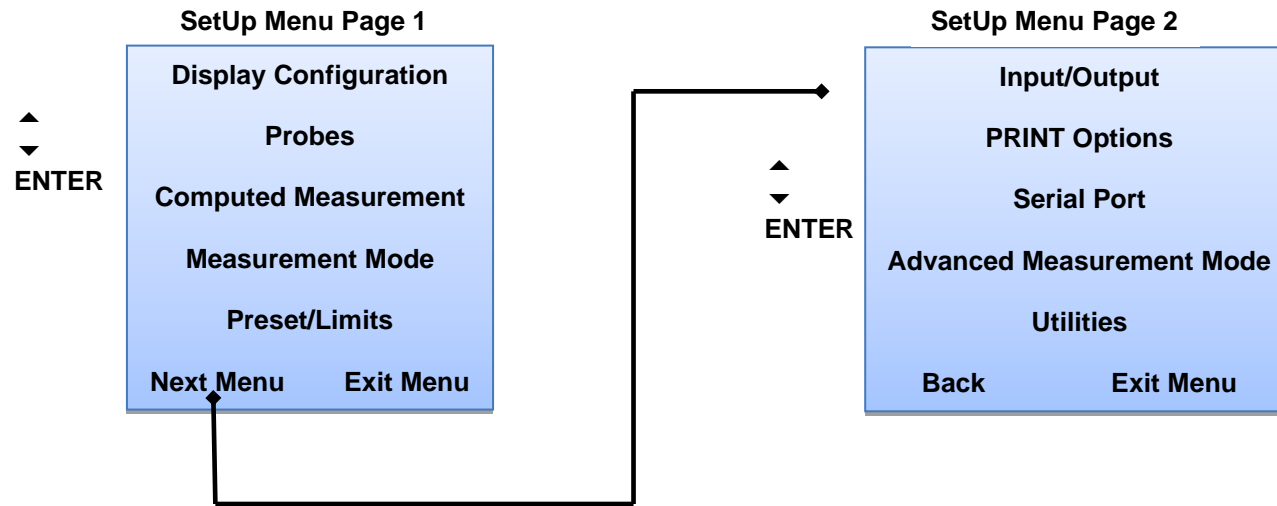 SetUp Menu Page 1
Display Configuration
Probes
ENTER
Computed Measurement
Measurement Mode
Preset/Limits
Next Menu Exit Menu
SetUp Menu Page 2
Input/Output
PRINT Options
Serial Port
ENTER
Advanced Measurement Mode
Utilities
Back Exit Menu